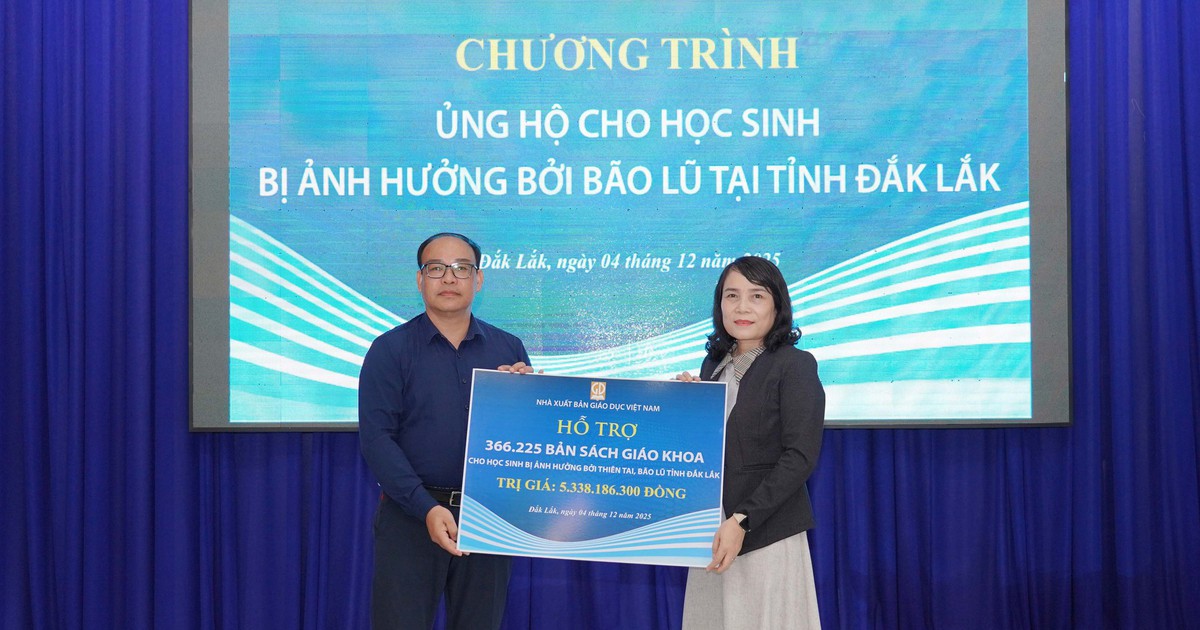 CHƯƠNG TRÌNH
ỦNG HỘ CHO HỌC SINH
BỊ ẢNH HƯỞNG BỞI BÃO LŨ TẠI TỈNH ĐẮK LẮK
Đắk Lắk, ngày 04 tháng 12 năm 2025
GD
NHÀ XUẤT BẢN GIÁO DỤC VIỆT NAM
HỖ TRỢ
366.225 BẢN SÁCH GIÁO KHOA
CHO HỌC SINH BỊ ẢNH HƯỞNG BỞI THIÊN TAI, BÃO LŨ TỈNH ĐẮK LẮK
TRỊ GIÁ: 5.338.186.300 ĐỒNG
Đắk Lắk, ngày 04 tháng 12 năm 2025